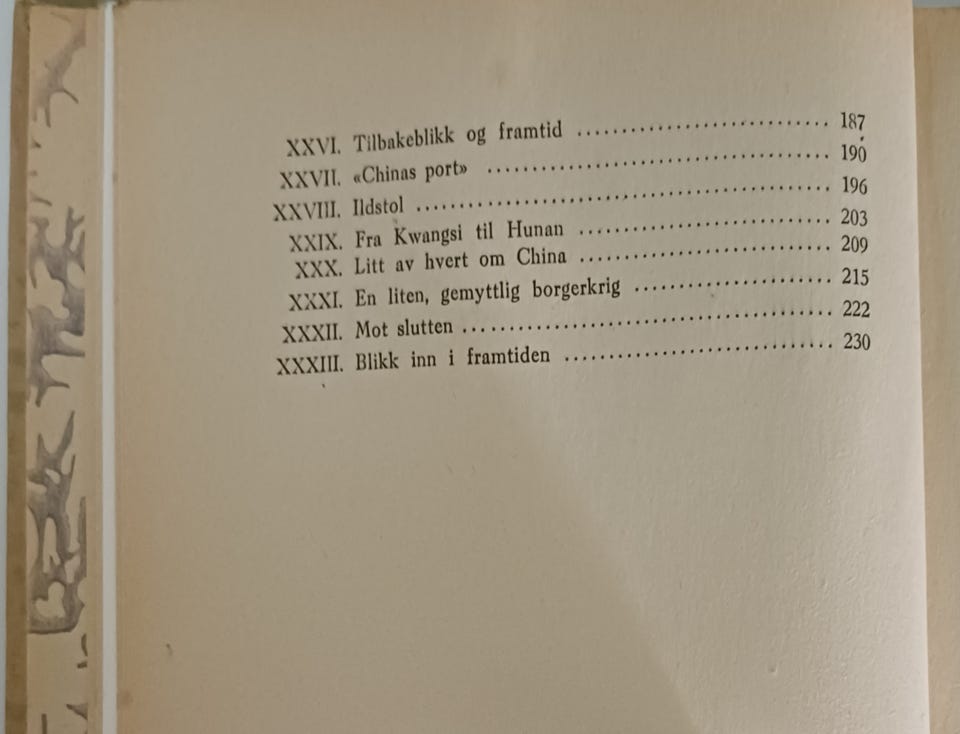 XXVI. Tilbakeblikk og framtid ............................ 187
XXVII. «Chinas port» ..................................... 190
XXVIII. Ildstol ............................................. 196
XXIX. Fra Kwangsi til Hunan ............................ 203
XXX. Litt av hvert om China ............................ 209
XXXI. En liten, gemyttlig borgerkrig ...................... 215
XXXII. Mot slutten ......................................... 222
XXXIII. Blikk inn i framtiden .............................. 230